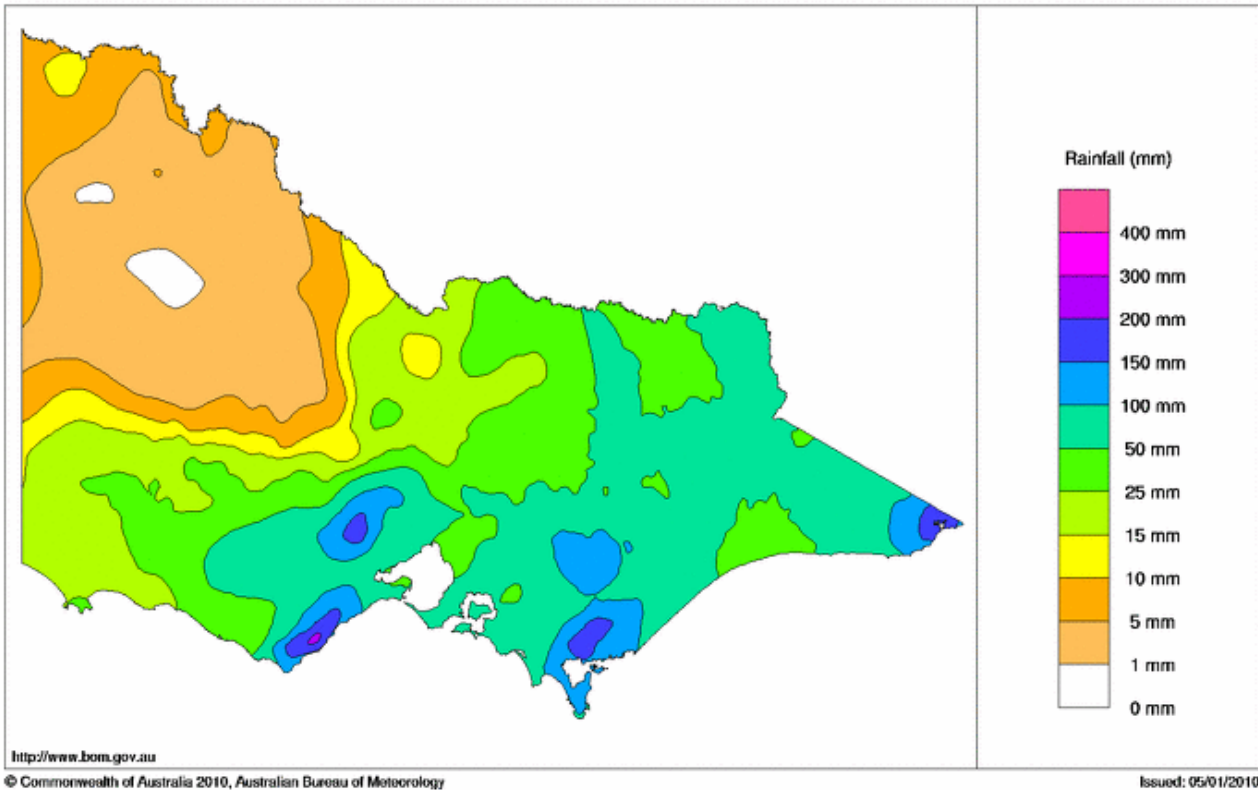 Rainfall (mm)
400 mm
300 mm
200 mm
150 mm
100 mm
50 mm
25 mm
15 mm
10 mm
5 mm
1 mm
0 mm
http://www.bom.gov.au
© Commonwealth of Australia 2010, Australian Bureau of Meteorology
Issued: 05/01/2010